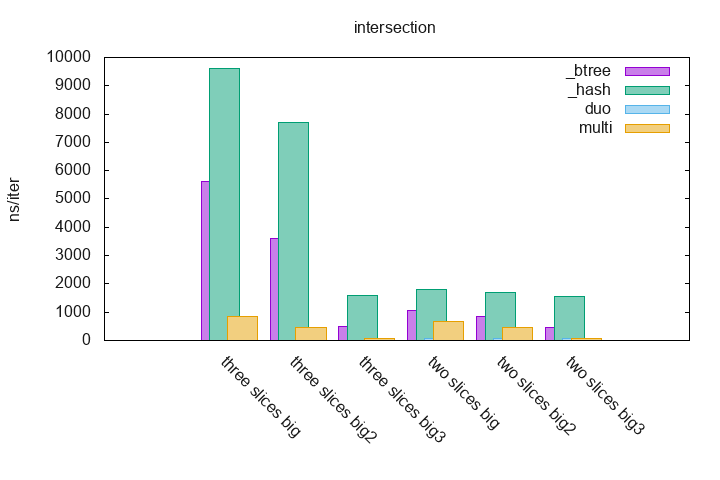 intersection
ns/iter
10000
9000
8000
7000
6000
5000
4000
3000
2000
1000
0
_btree
_hash
duo
multi
three slices big
three slices big2
three slices big3
two slices big
two slices big2
two slices big3